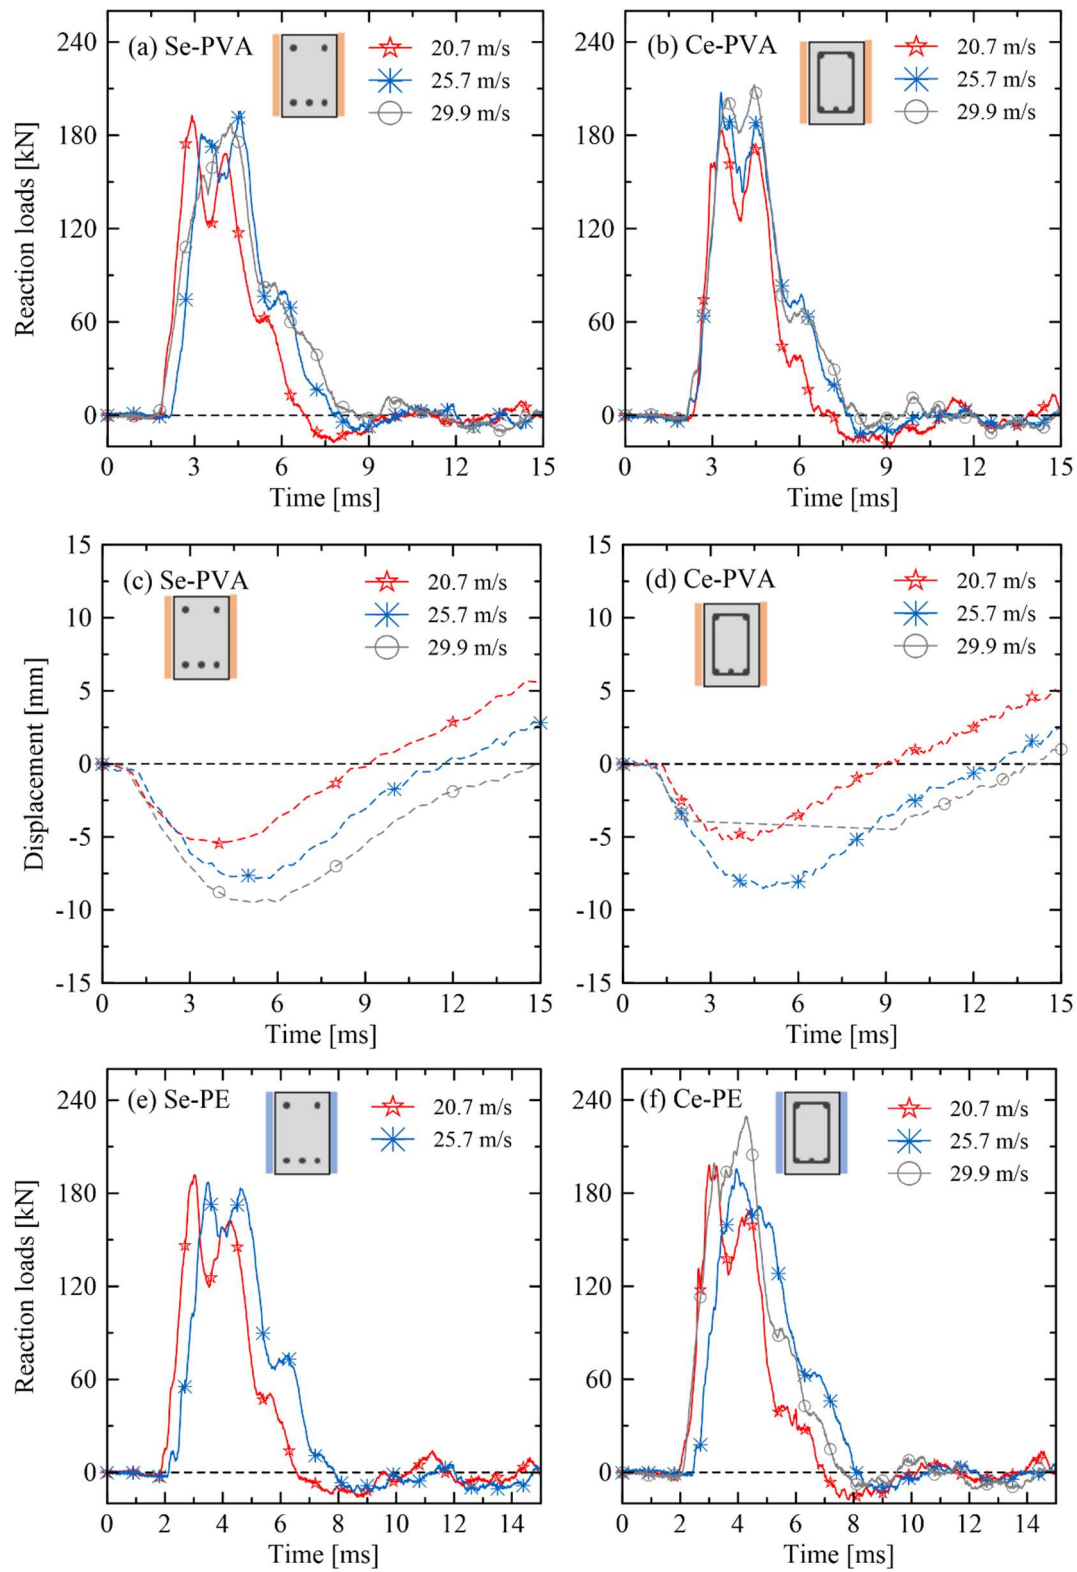 (a) Se-PVA
20.7 m/s
25.7 m/s
29.9 m/s
240
180
120
60
0
Reaction loads [kN]
0 3 6 9 12 15
Time [ms]
(b) Ce-PVA
20.7 m/s
25.7 m/s
29.9 m/s
240
180
120
60
0
0 3 6 9 12 15
Time [ms]
(c) Se-PVA
20.7 m/s
25.7 m/s
29.9 m/s
15
10
5
0
-5
-10
-15
Displacement [mm]
0 3 6 9 12 15
Time [ms]
(d) Ce-PVA
20.7 m/s
25.7 m/s
29.9 m/s
15
10
5
0
-5
-10
-15
0 3 6 9 12 15
Time [ms]
(e) Se-PE
20.7 m/s
25.7 m/s
240
180
120
60
0
Reaction loads [kN]
0 2 4 6 8 10 12 14
Time [ms]
(f) Ce-PE
20.7 m/s
25.7 m/s
29.9 m/s
240
180
120
60
0
0 2 4 6 8 10 12 14
Time [ms]